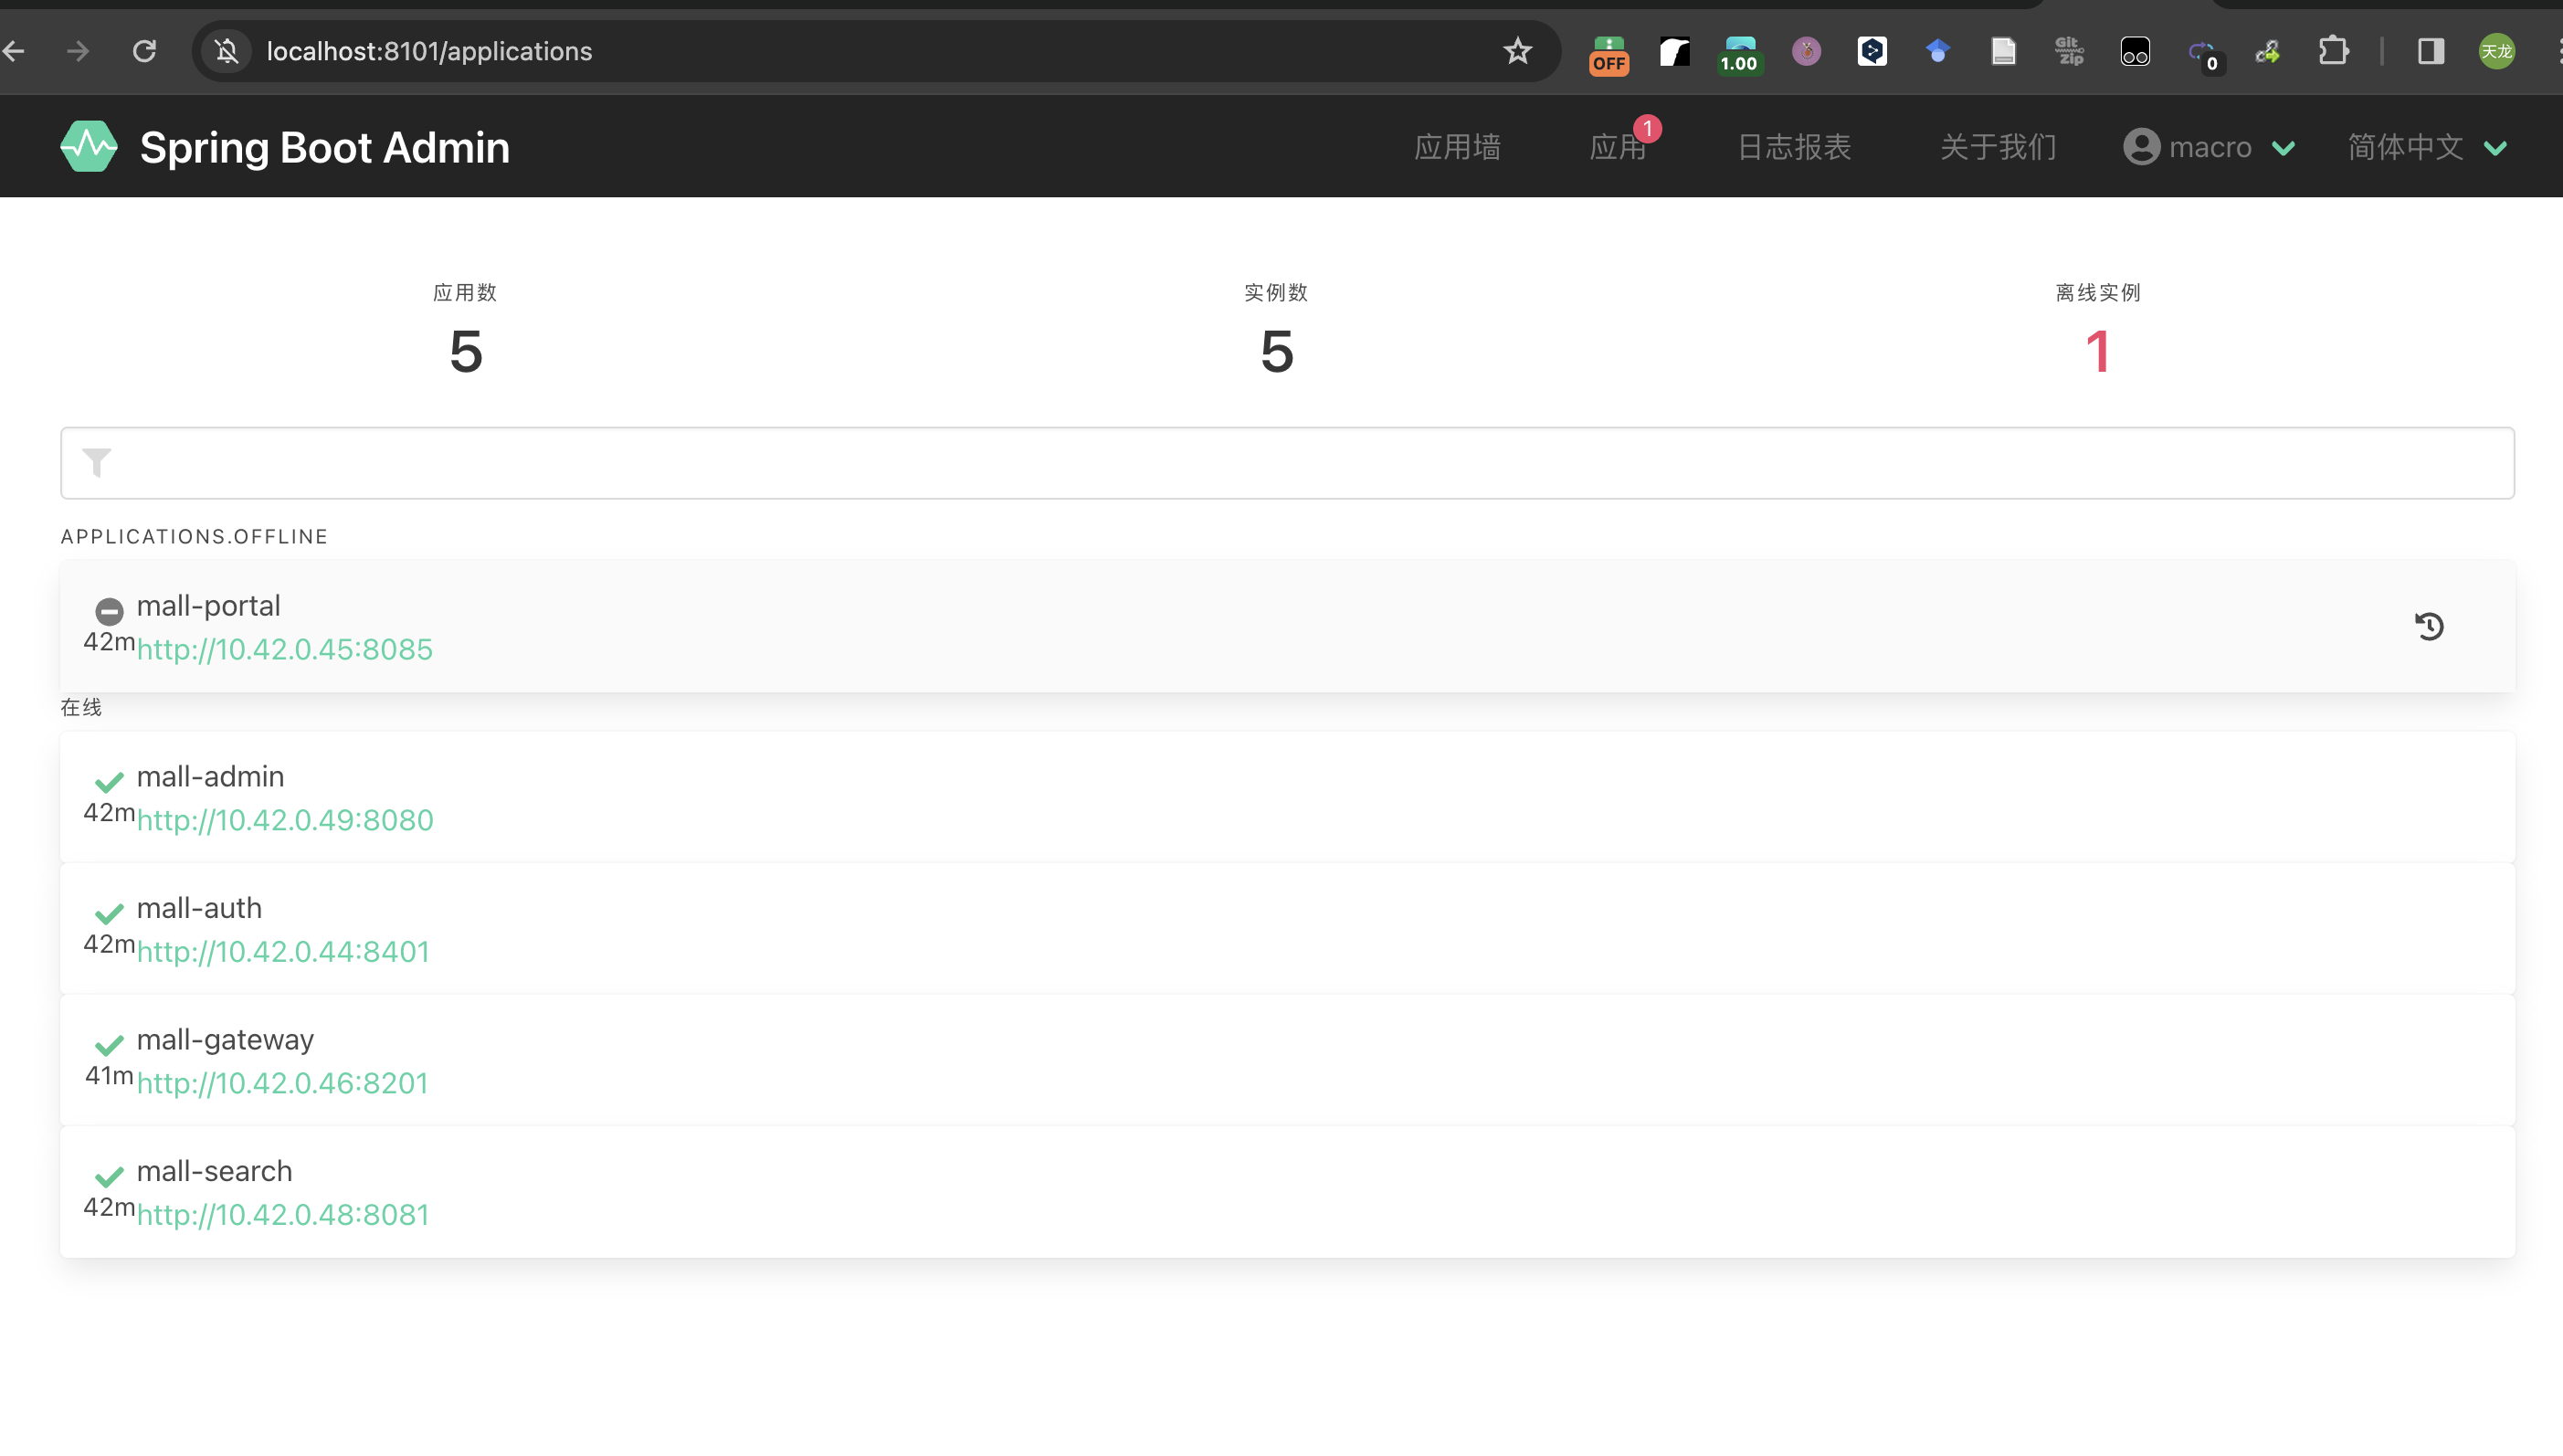 localhost:8101/applications
OFF
1.00
Git
Zip
0
天龙
Spring Boot Admin
应用墙
应用
1
日志报表
关于我们
macro
简体中文
应用数
5
实例数
5
离线实例
1
APPLICATIONS.OFFLINE
mall-portal
42m
http://10.42.0.45:8085
在线
mall-admin
42m
http://10.42.0.49:8080
mall-auth
42m
http://10.42.0.44:8401
mall-gateway
41m
http://10.42.0.46:8201
mall-search
42m
http://10.42.0.48:8081